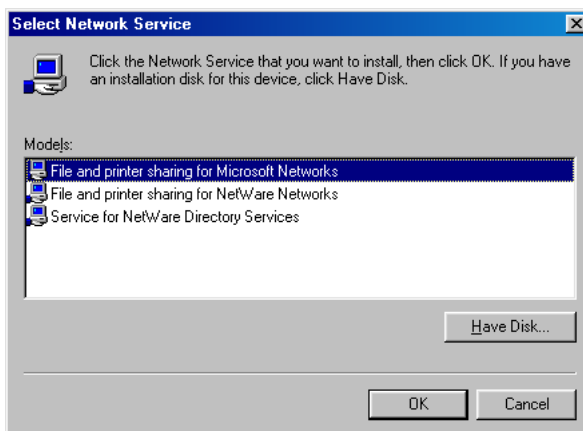 Select Network Service
Click the Network Service that you want to install, then click OK. If you have
an installation disk for this device, click Have Disk.
Models:
File and printer sharing for Microsoft Networks
File and printer sharing for NetWare Networks
Service for NetWare Directory Services
Have Disk...
OK Cancel